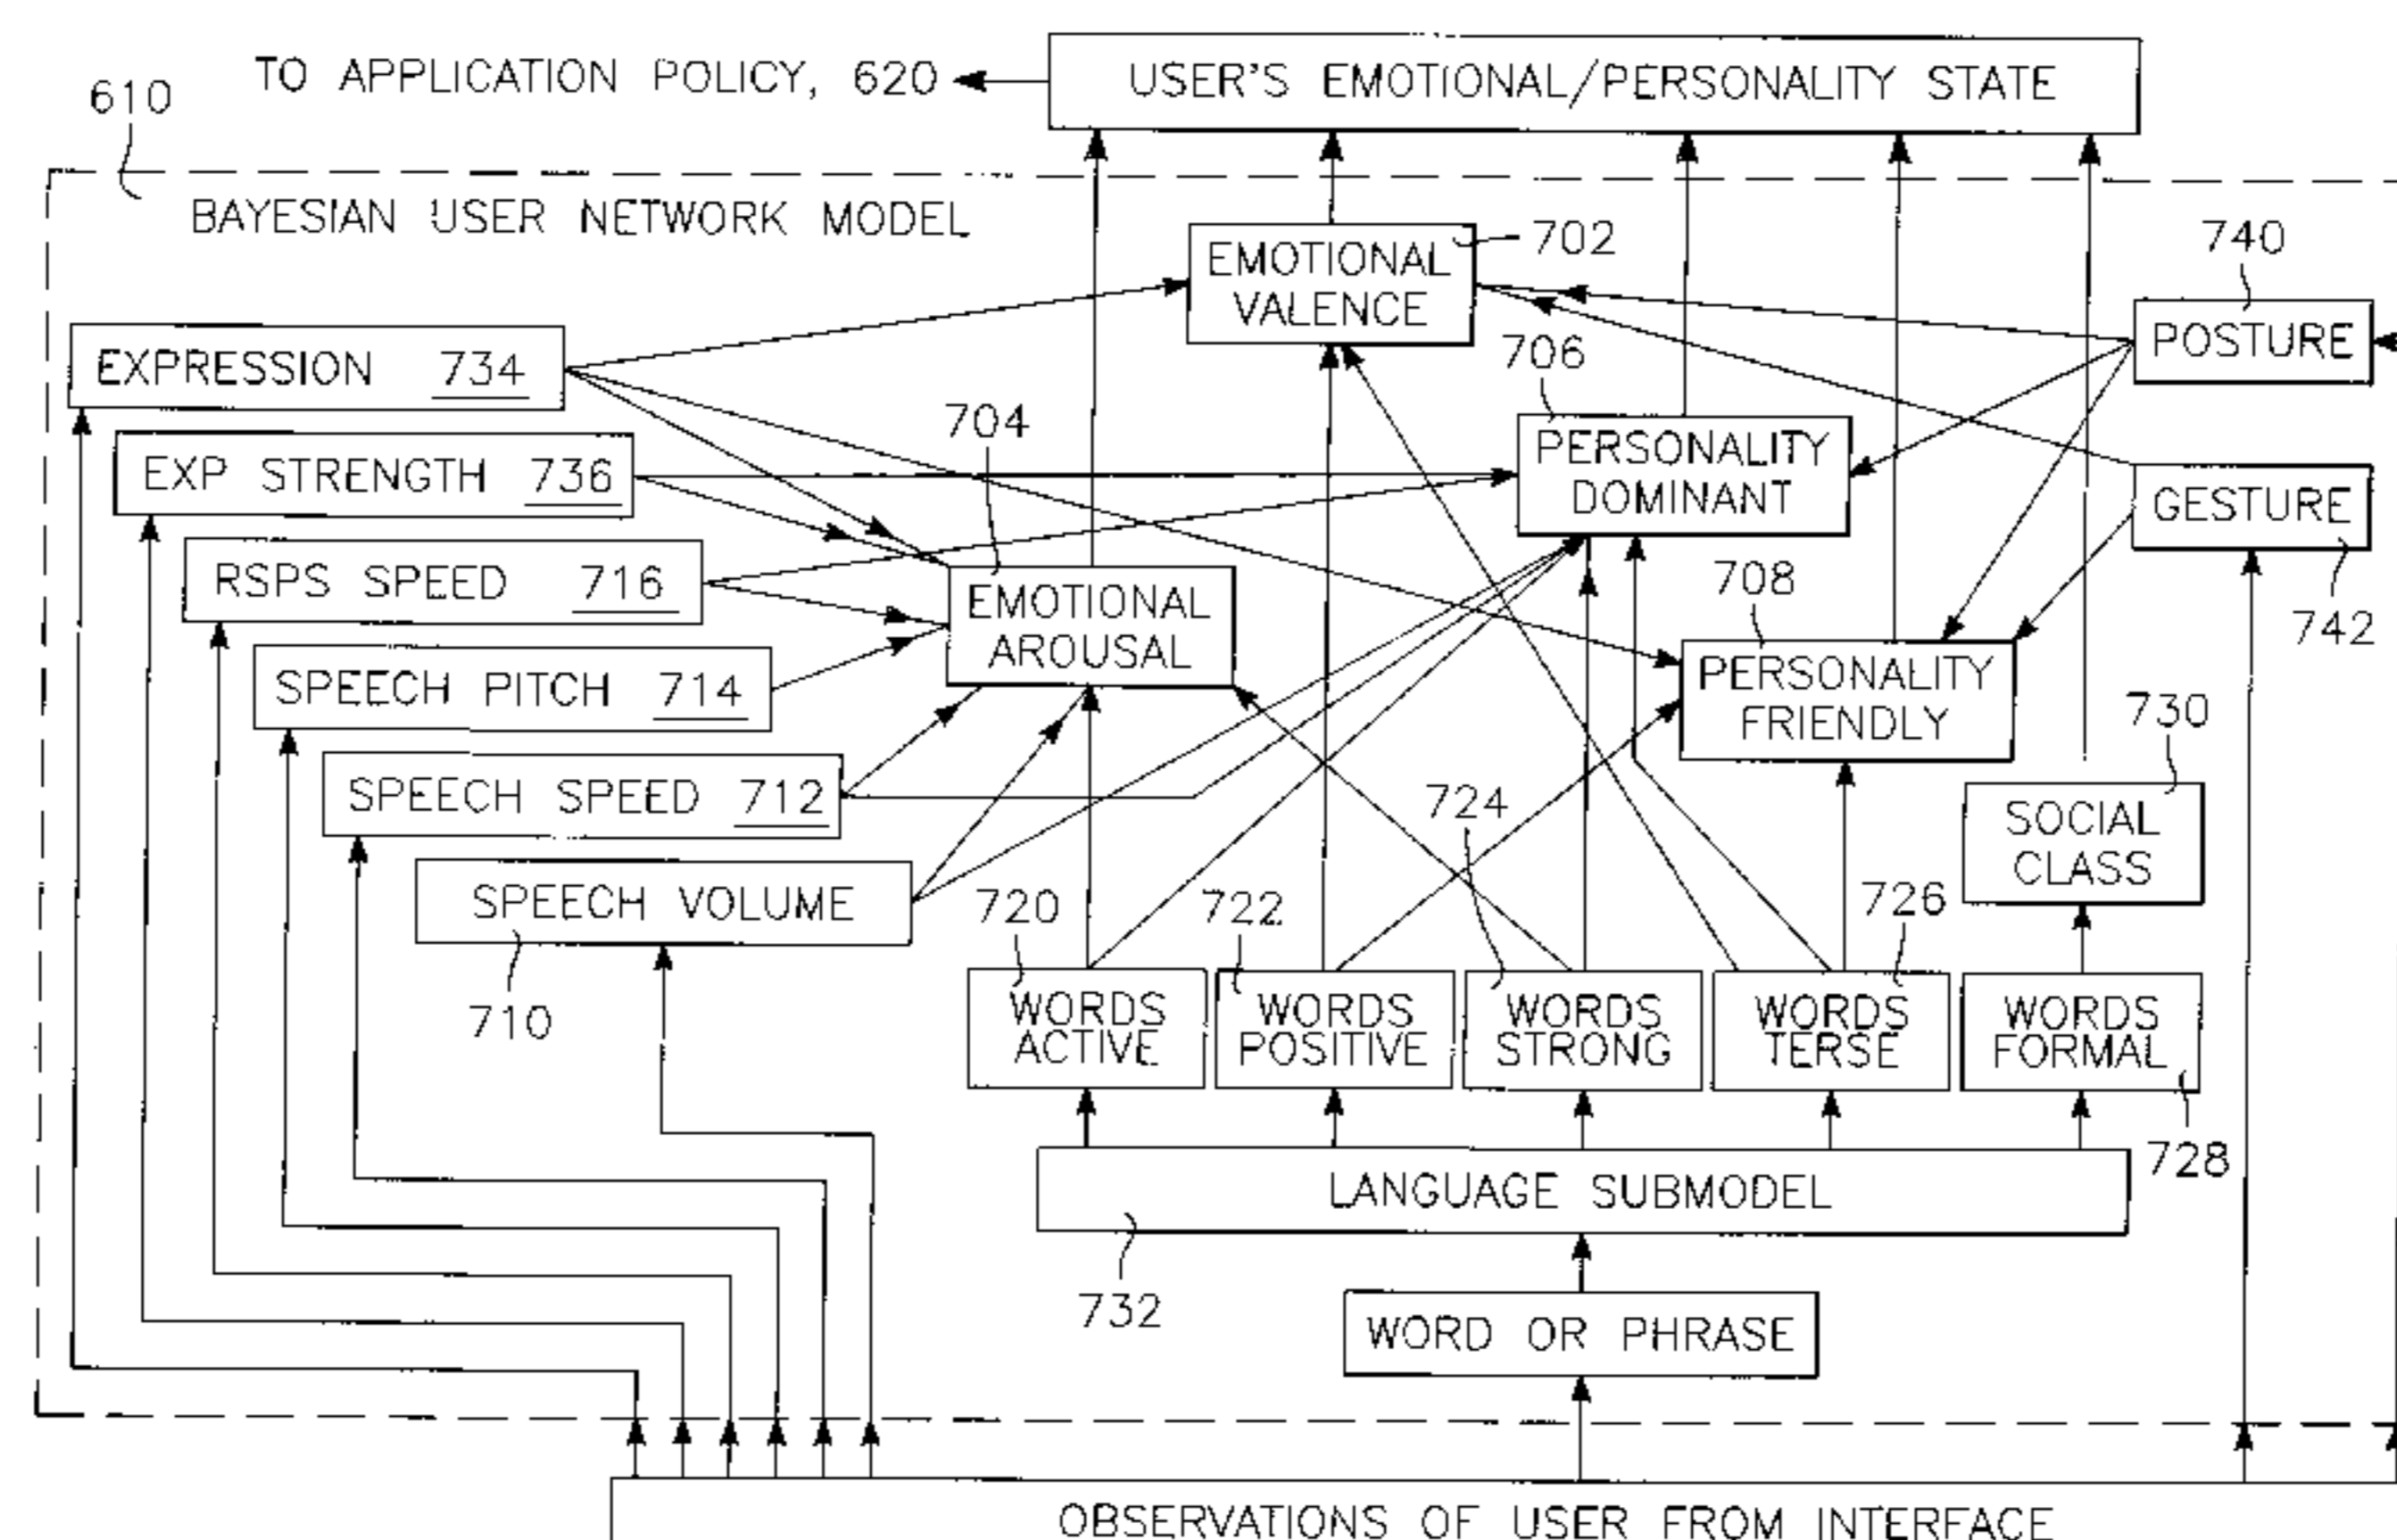 TO APPLICATION POLICY, 620
USER'S EMOTIONAL/PERSONALITY STATE
610
BAYESIAN USER NETWORK MODEL
EMOTIONAL
VALENCE
702
740
POSTURE
EXPRESSION 734
706
704
PERSONALITY
DOMINANT
EXP STRENGTH 736
GESTURE
742
RSPS SPEED 716
EMOTIONAL
AROUSAL
708
SPEECH PITCH 714
PERSONALITY
FRIENDLY
730
SPEECH SPEED 712
724
SOCIAL
CLASS
SPEECH VOLUME
710
720
722
726
WORDS
ACTIVE
WORDS
POSITIVE
WORDS
STRONG
WORDS
TERSE
WORDS
FORMAL
728
LANGUAGE SUBMODEL
732
WORD OR PHRASE
OBSERVATIONS OF USER FROM INTERFACE